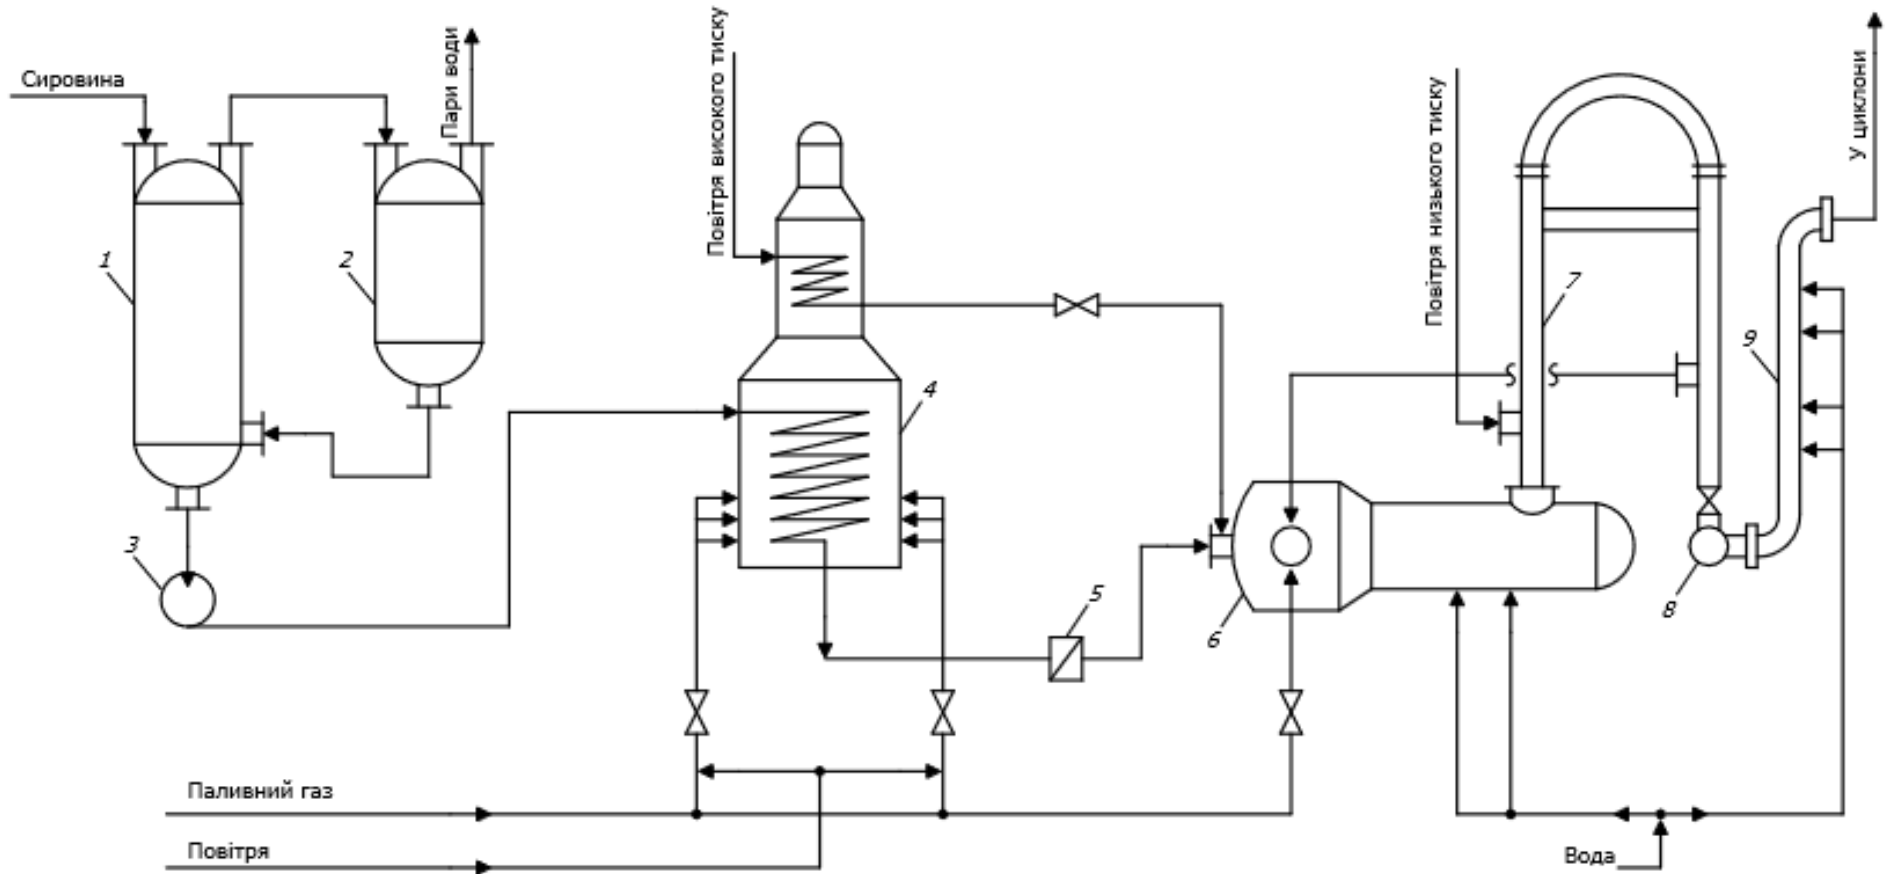 Сировина
Пари води
Повітря високого тиску
Повітря низького тиску
У циклони
1
2
3
4
5
6
7
8
9
Паливний газ
Повітря
Вода